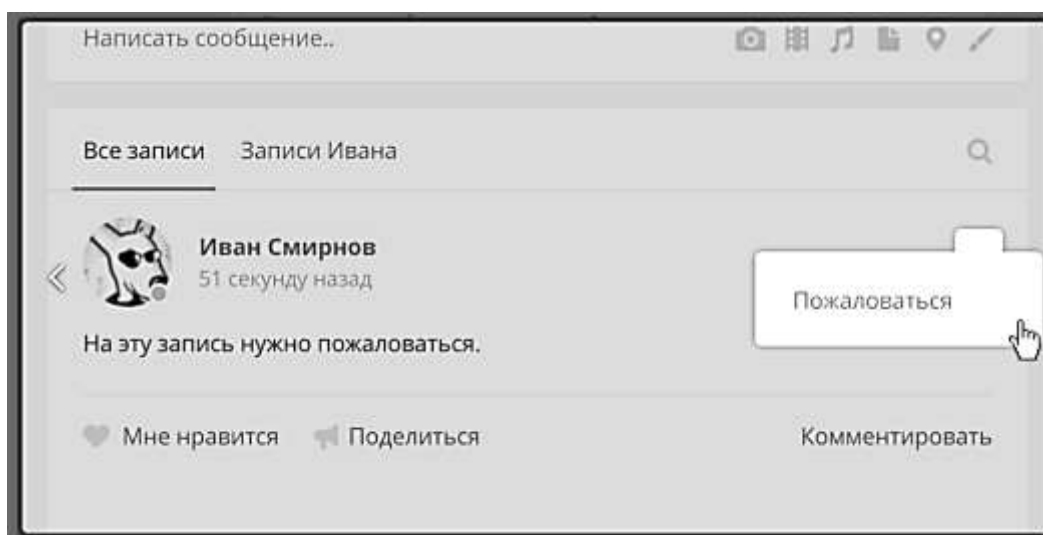 Написать сообщение..
Все записи Записи Ивана
Иван Смирнов
51 секунду назад
Пожаловаться
На эту запись нужно пожаловаться.
Мне нравится Поделиться Комментировать